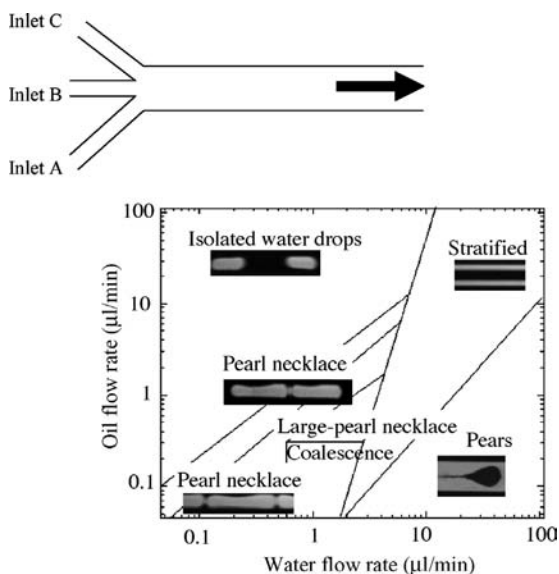 Inlet C
Inlet B
Inlet A
100
10
1
0.1
Oil flow rate (μl/min)
Isolated water drops
Stratified
Pearl necklace
Large-pearl necklace
Coalescence
Pears
Pearl necklace
0.1
1
10
100
Water flow rate (μl/min)